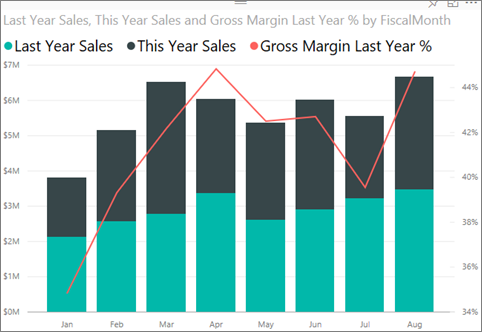 Last Year Sales, This Year Sales and Gross Margin Last Year % by FiscalMonth
Last Year Sales This Year Sales Gross Margin Last Year %
$7M
$6M
$5M
$4M
$3M
$2M
$1M
$0M
44%
42%
40%
38%
36%
34%
Jan Feb Mar Apr May Jun Jul Aug